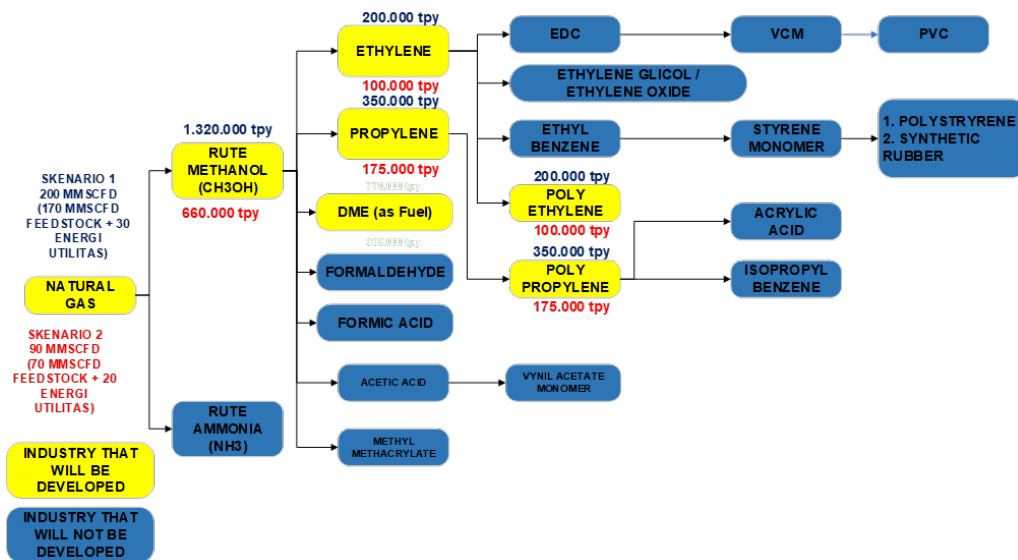 200.000 tpy
ETHYLENE
100.000 tpy
EDC
VCM
PVC
ETHYLENE GLICOL /
ETHYLENE OXIDE
350.000 tpy
PROPYLENE
175.000 tpy
ETHYL
BENZENE
STYRENE
MONOMER
1. POLYSTRYRENE
2. SYNTHETIC
RUBBER
1.320.000 tpy
RUTE
METHANOL
(CH3OH)
660.000 tpy
SKENARIO 1
200 MMSCFD
(170 MMSCFD
FEEDSTOCK + 30
ENERGI
UTILITAS)
DME (as Fuel)
200.000 tpy
POLY
ETHYLENE
100.000 tpy
ACRYLIC
ACID
350.000 tpy
POLY
PROPYLENE
175.000 tpy
ISOPROPYL
BENZENE
FORMALDEHYDE
NATURAL
GAS
FORMIC ACID
SKENARIO 2
90 MMSCFD
(70 MMSCFD
FEEDSTOCK + 20
ENERGI
UTILITAS)
ACETIC ACID
VYNIL ACETATE
MONOMER
RUTE
AMMONIA
(NH3)
METHYL
METHACRYLATE
INDUSTRY THAT
WILL BE
DEVELOPED
INDUSTRY THAT
WILL NOT BE
DEVELOPED